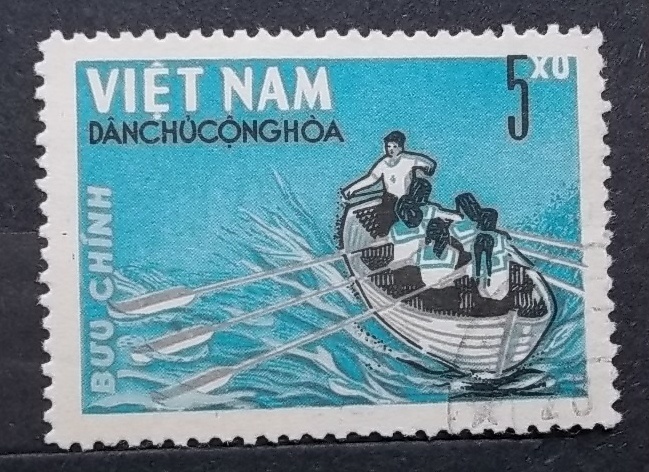 VIỆT NAM
DÂNCHỦCỘNGHÒA
5 XU
BƯU CHÍNH